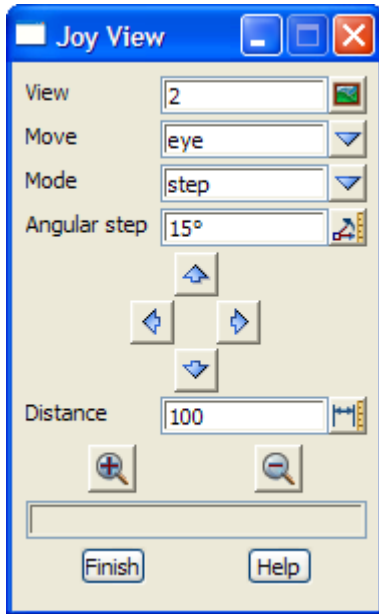 Joy View
View 2
Move eye
Mode step
Angular step 15°
Distance 100
Finish Help